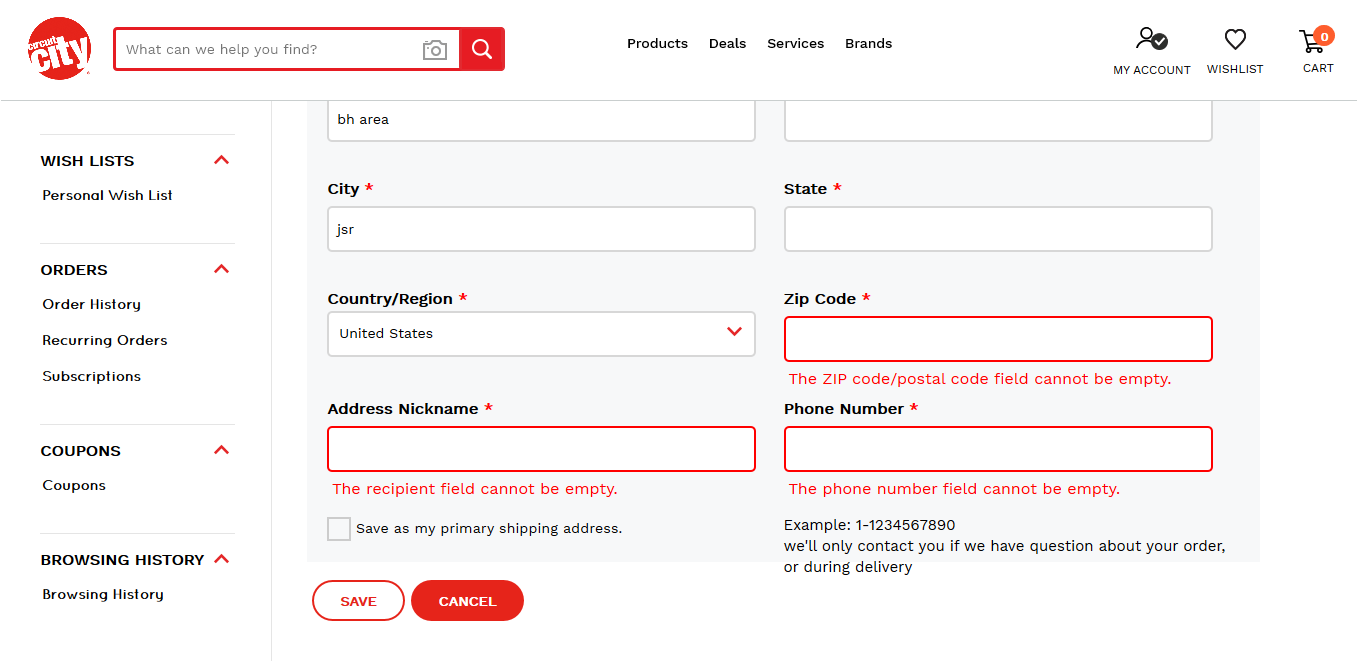 circuit
city
What can we help you find?
Products
Deals
Services
Brands
MY ACCOUNT
WISHLIST
0
CART
WISH LISTS
Personal Wish List
ORDERS
Order History
Recurring Orders
Subscriptions
COUPONS
Coupons
BROWSING HISTORY
Browsing History
bh area
City *
State *
jsr
Country/Region *
Zip Code *
United States
The ZIP code/postal code field cannot be empty.
Address Nickname *
Phone Number *
The recipient field cannot be empty.
The phone number field cannot be empty.
Save as my primary shipping address.
Example: 1-1234567890
we'll only contact you if we have question about your order,
or during delivery
SAVE
CANCEL